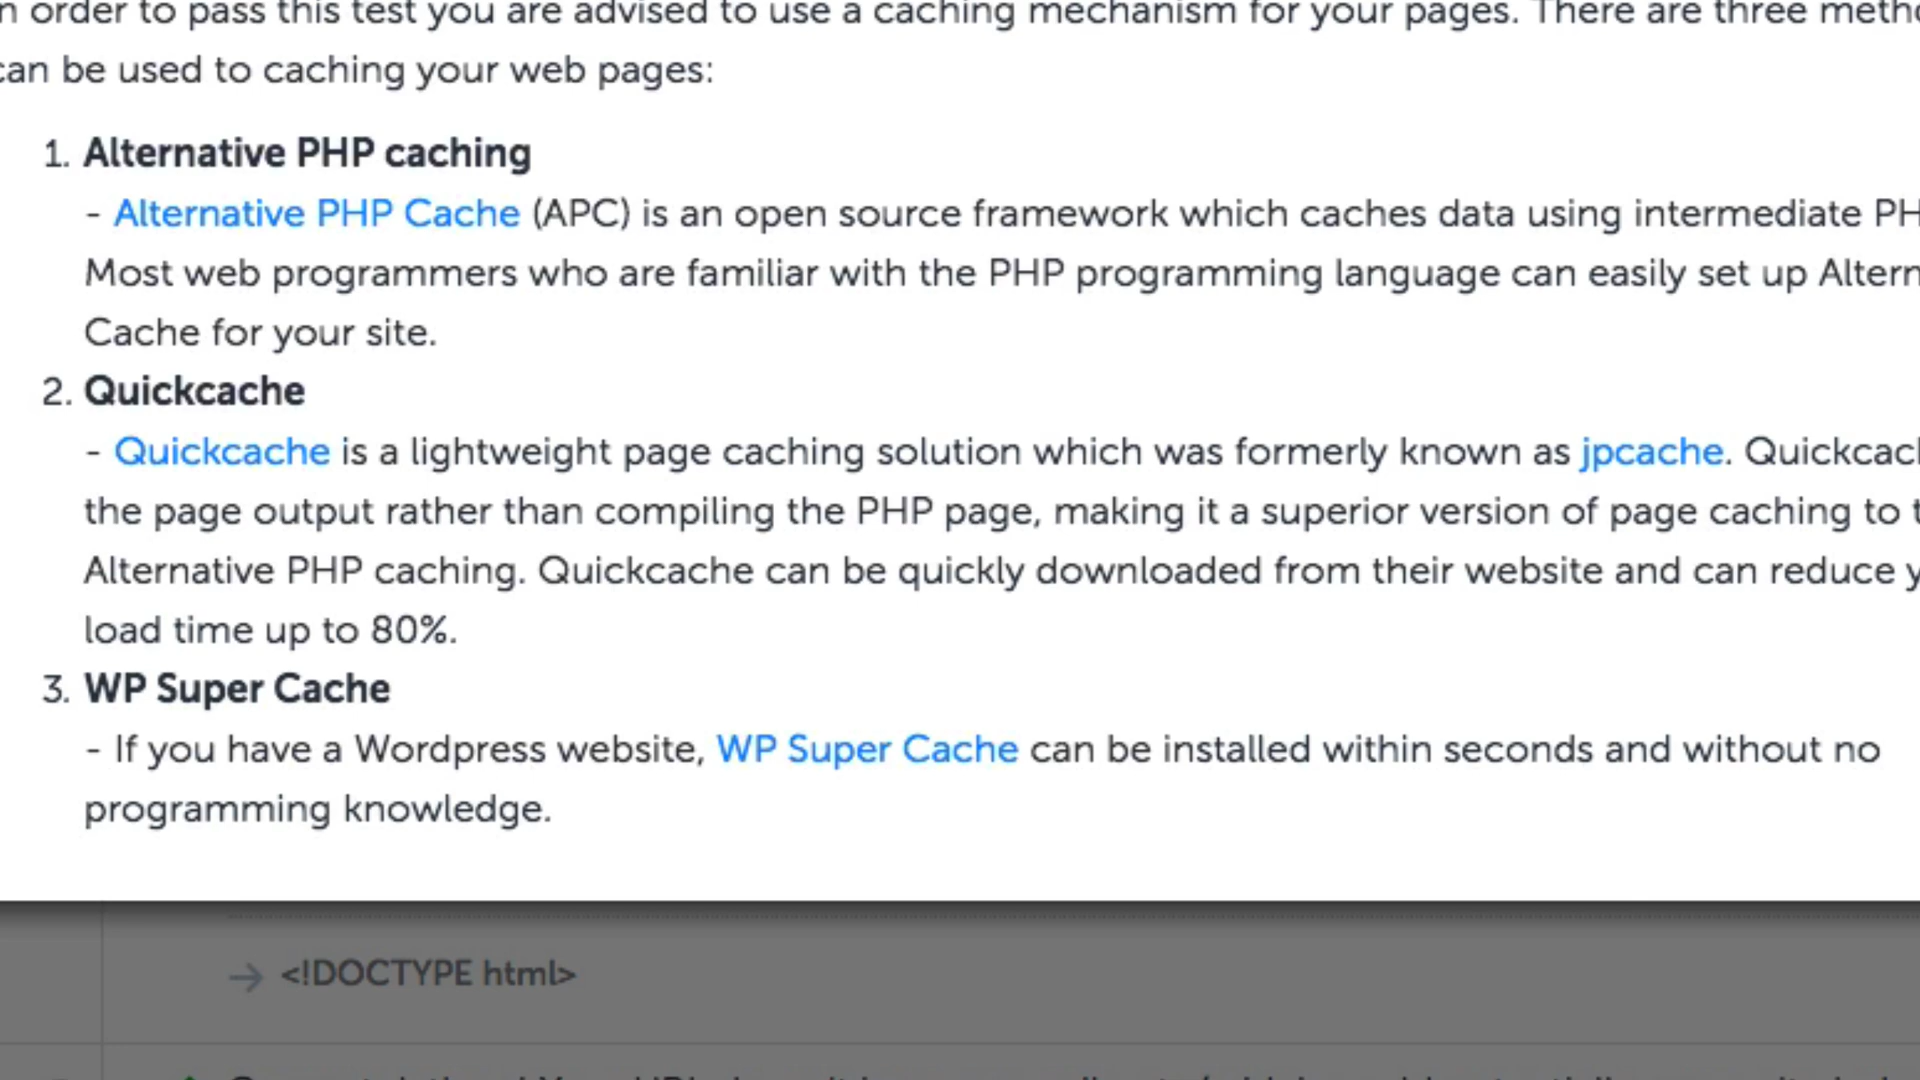 n order to pass this test you are advised to use a caching mechanism for your pages. There are three
can be used to caching your web pages:
1. Alternative PHP caching
- Alternative PHP Cache (APC) is an open source framework which caches data using intermediate
Most web programmers who are familiar with the PHP programming language can easily set up
Cache for your site.
2. Quickcache
- Quickcache is a lightweight page caching solution which was formerly known as jpcache.
the page output rather than compiling the PHP page, making it a superior version of page caching to
Alternative PHP caching. Quickcache can be quickly downloaded from their website and can reduce
load time up to 80%.
3. WP Super Cache
- If you have a Wordpress website, WP Super Cache can be installed within seconds and without no
programming knowledge.
→ <!DOCTYPE html>